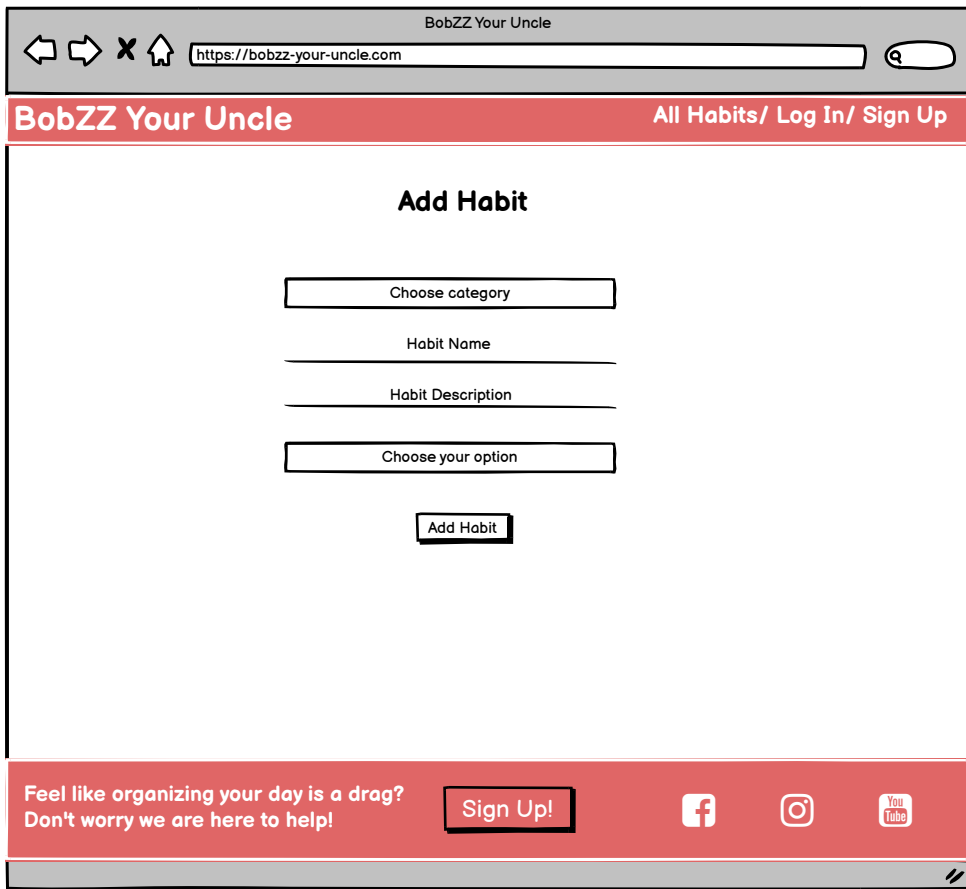 BobZZ Your Uncle
https://bobzz-your-uncle.com
BobZZ Your Uncle
All Habits/ Log In/ Sign Up
Add Habit
Choose category
Habit Name
Habit Description
Choose your option
Add Habit
Feel like organizing your day is a drag?
Don't worry we are here to help!
Sign Up!
You
Tube